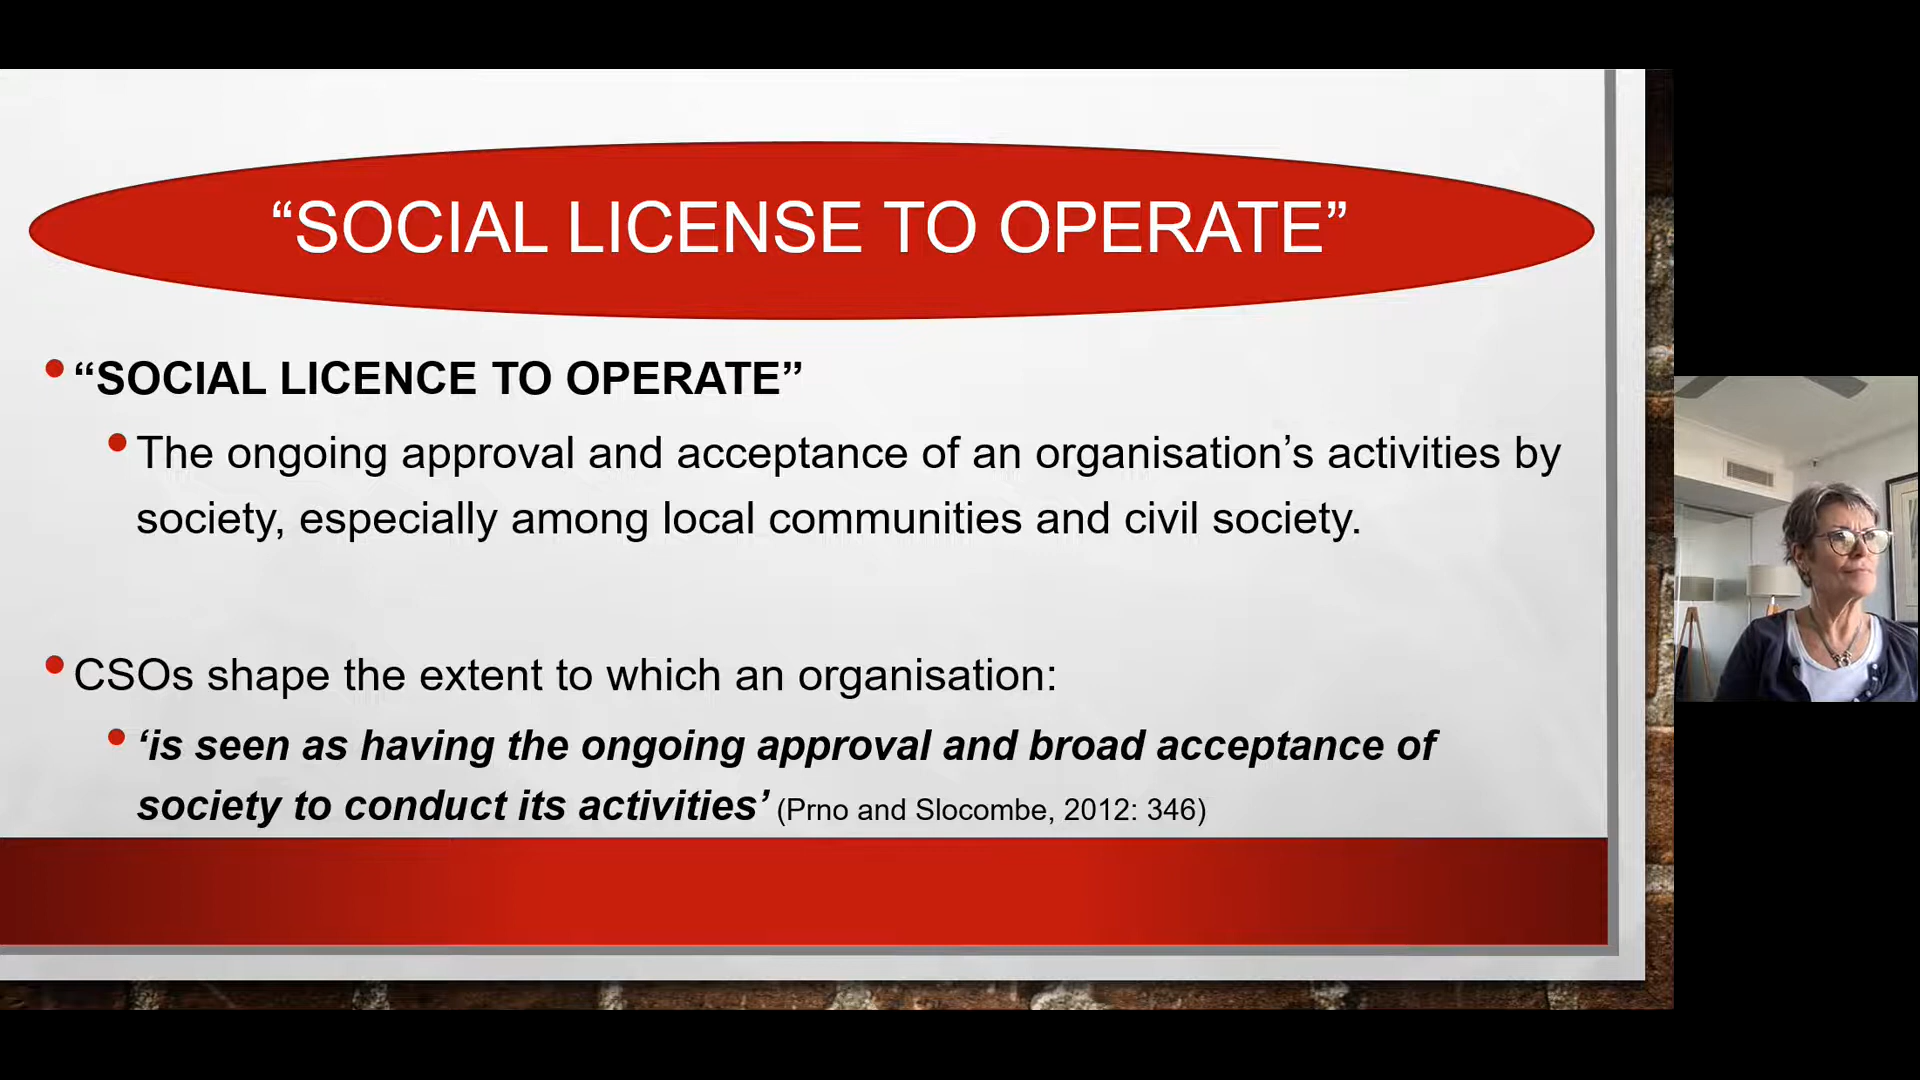 “SOCIAL LICENSE TO OPERATE”
“SOCIAL LICENCE TO OPERATE”
The ongoing approval and acceptance of an organisation’s activities by
society, especially among local communities and civil society.
CSOs shape the extent to which an organisation:
‘is seen as having the ongoing approval and broad acceptance of
society to conduct its activities’ (Prno and Slocombe, 2012: 346)